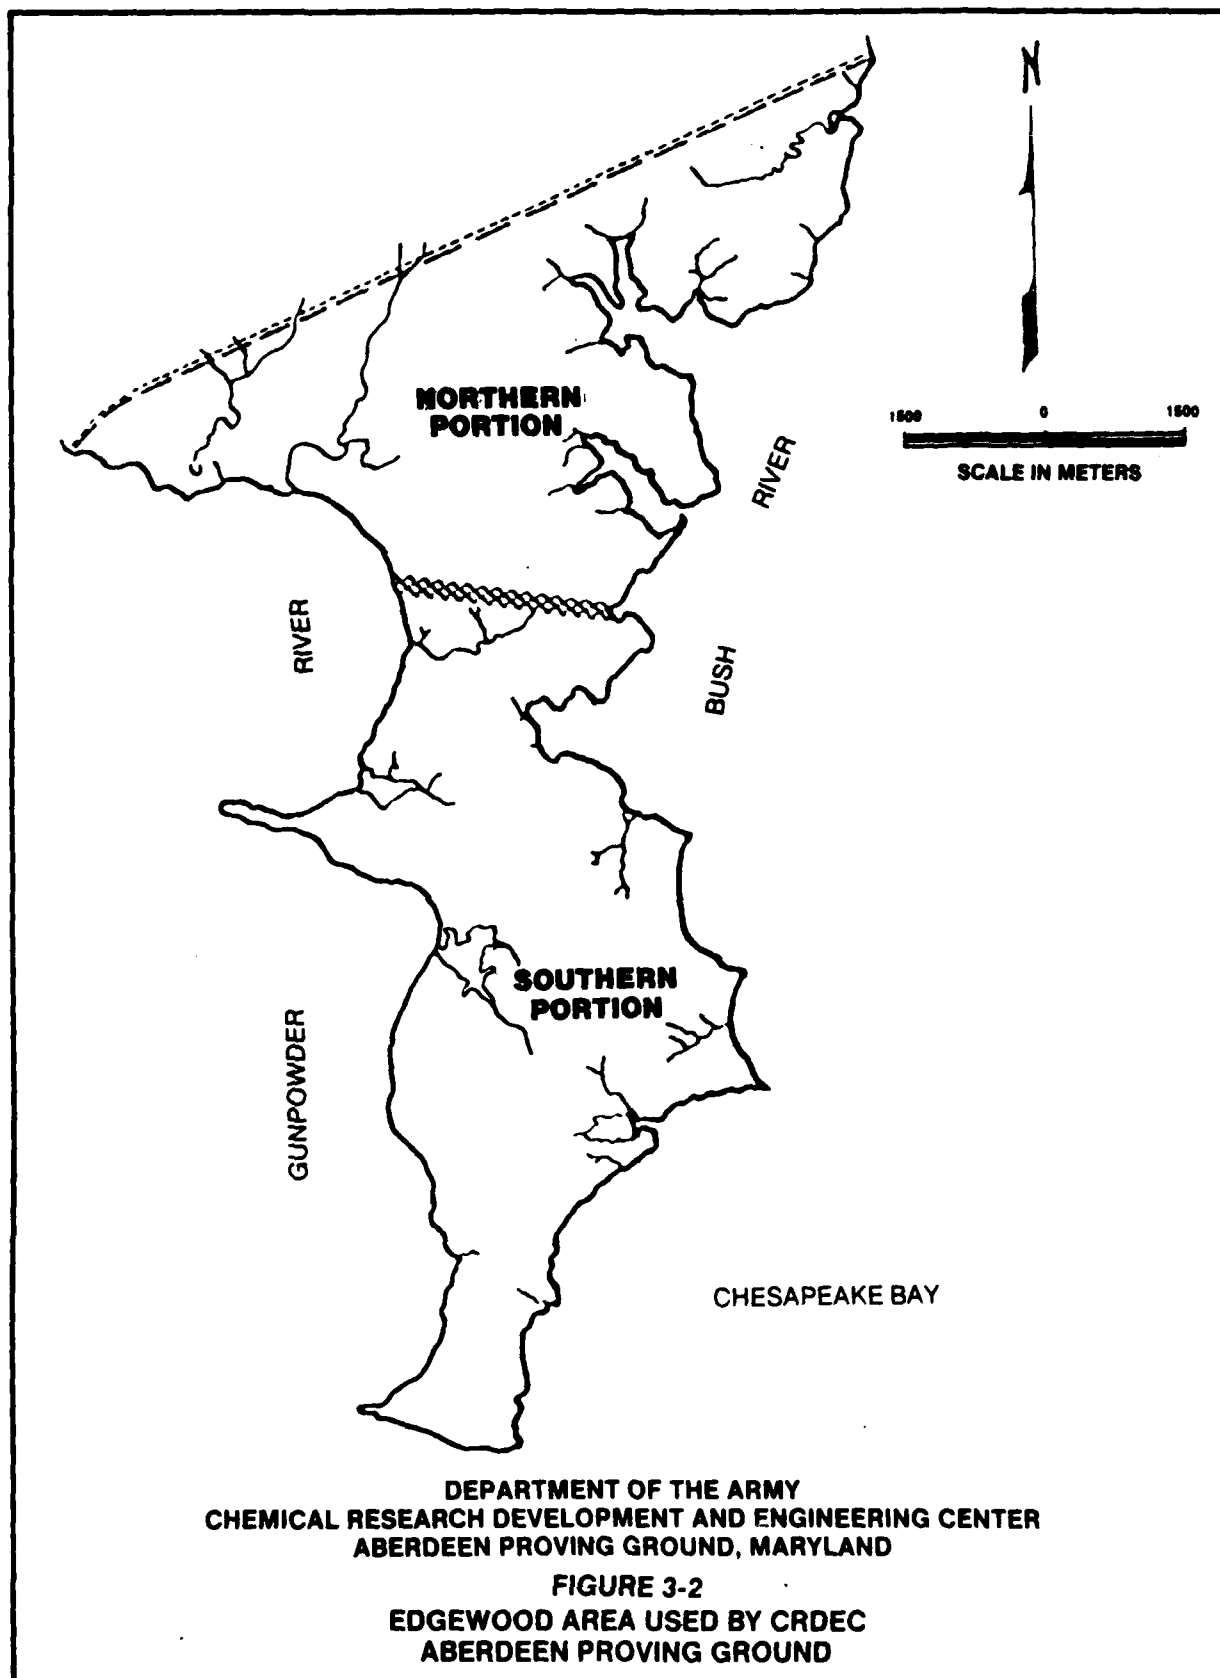 N
NORTHERN
PORTION
1500 0 1500
SCALE IN METERS
RIVER
BUSH
RIVER
GUNPOWDER
SOUTHERN
PORTION
CHESAPEAKE BAY
DEPARTMENT OF THE ARMY
CHEMICAL RESEARCH DEVELOPMENT AND ENGINEERING CENTER
ABERDEEN PROVING GROUND, MARYLAND
FIGURE 3-2
EDGEWOOD AREA USED BY CRDEC
ABERDEEN PROVING GROUND